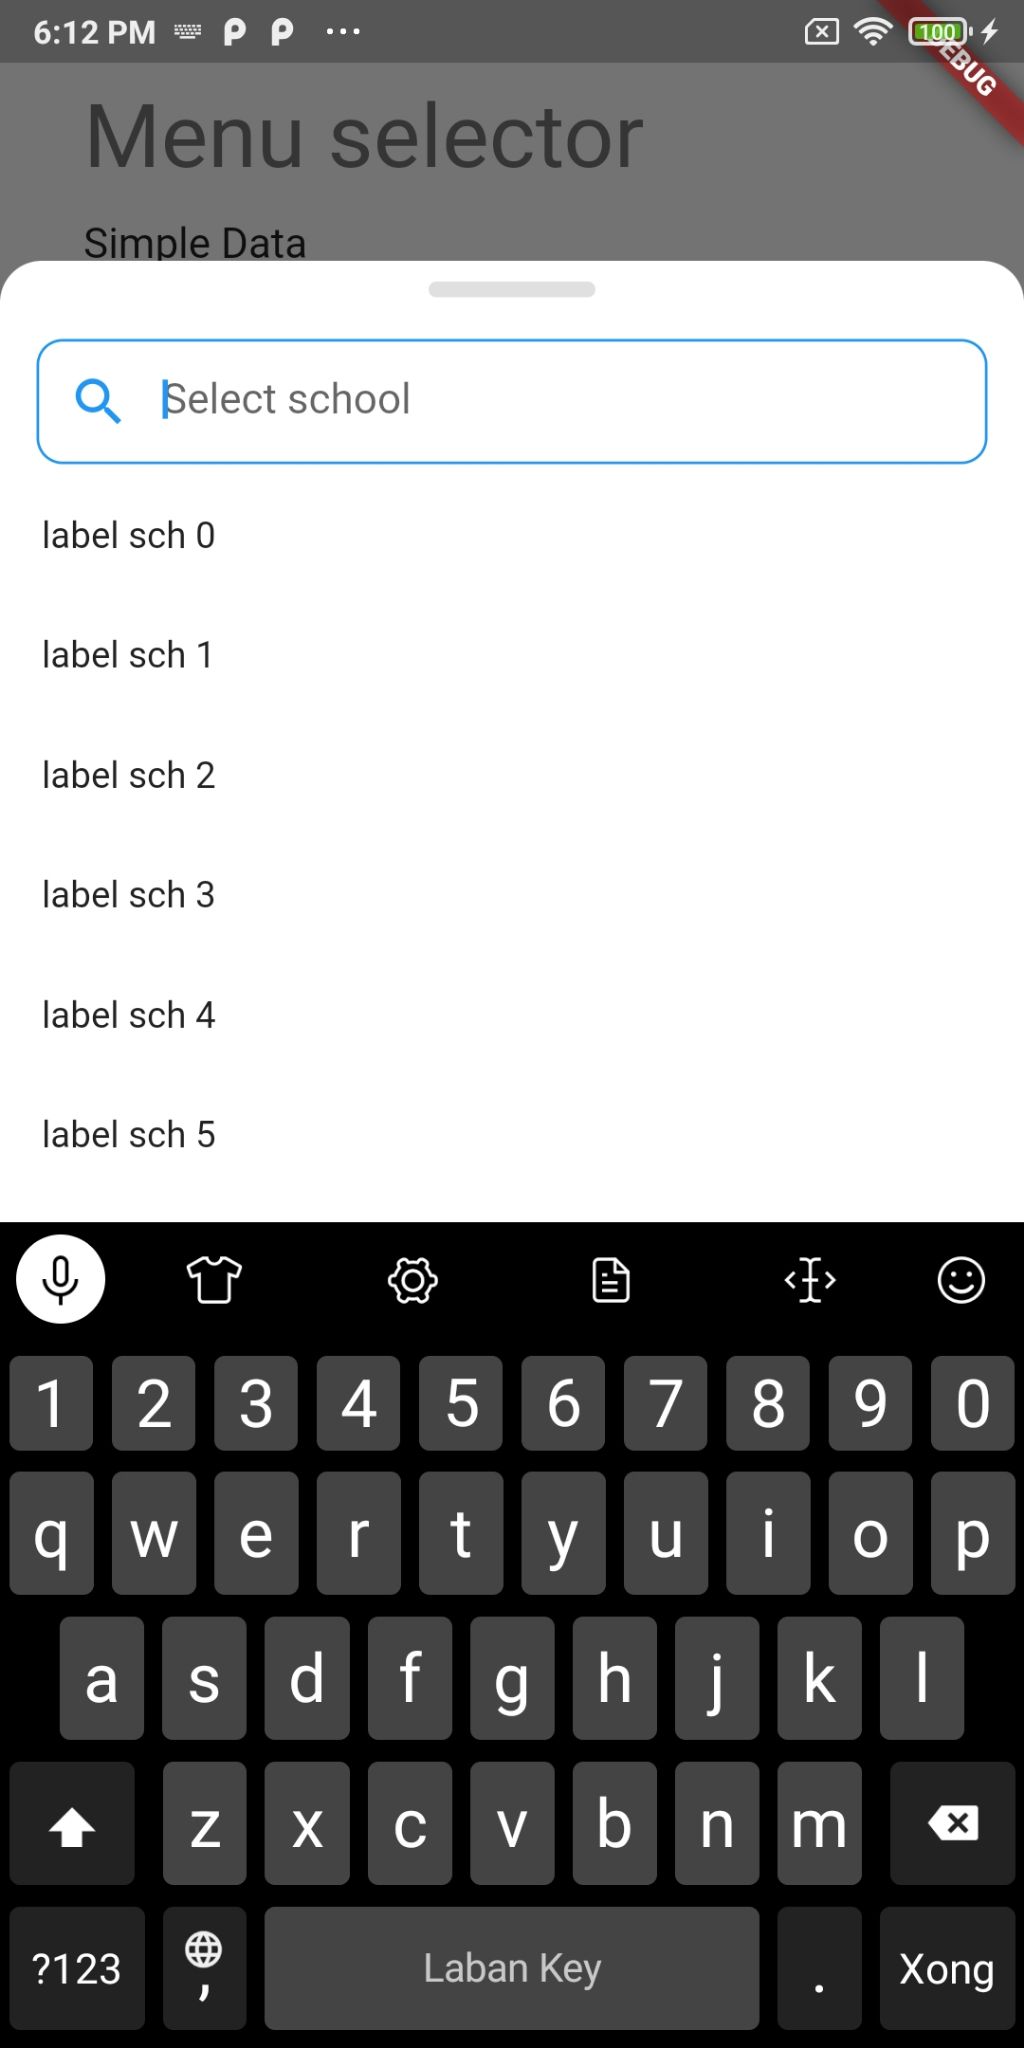 6:12 PM
100
DEBUG
Menu selector
Simple Data
Select school
label sch 0
label sch 1
label sch 2
label sch 3
label sch 4
label sch 5
1 2 3 4 5 6 7 8 9 0
q w e r t y u i o p
a s d f g h j k l
z x c v b n m
?123 , Laban Key . Xong